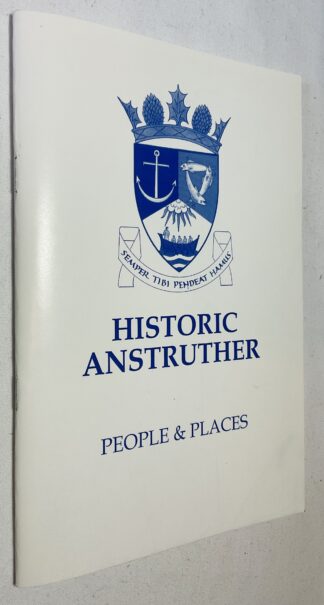 SEMPER TIBI PENDEAT HAMUS
HISTORIC
ANSTRUTHER
PEOPLE & PLACES